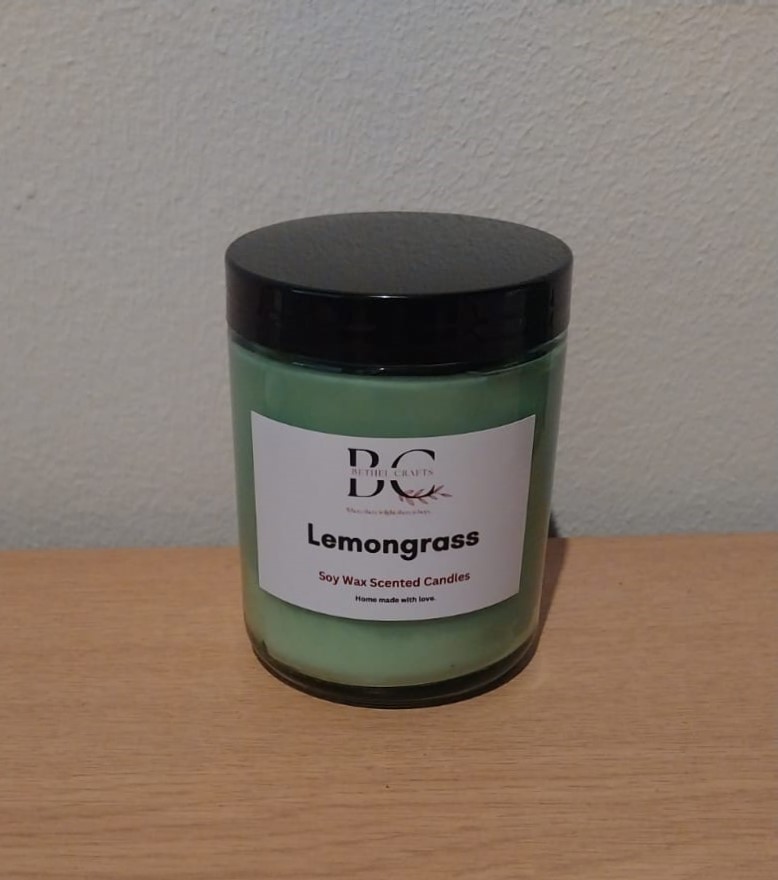 BC
BETHEL CRAFTS
Lemongrass
Soy Wax Scented Candles
Home made with love.